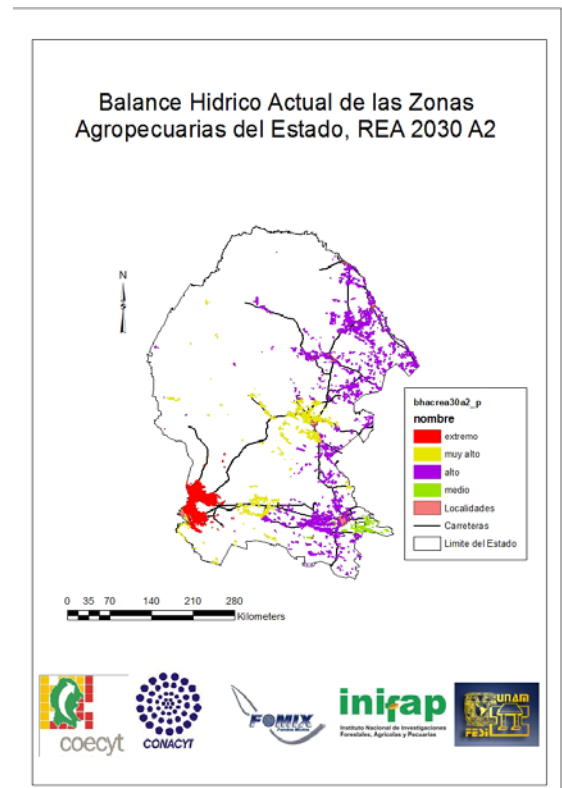 Balance Hidrico Actual de las Zonas
Agropecuarias del Estado, REA 2030 A2
N
bhacrea30a2_p
nombre
extremo
muy alto
alto
medio
Localidades
Carreteras
Limite del Estado
0 35 70 140 210 280
Kilometers
coecyt
CONACYT
FOMIX
Fondos Mixtos
inifap
Instituto Nacional de Investigaciones
Forestales, Agrícolas y Pecuarias
UNAM
FESI